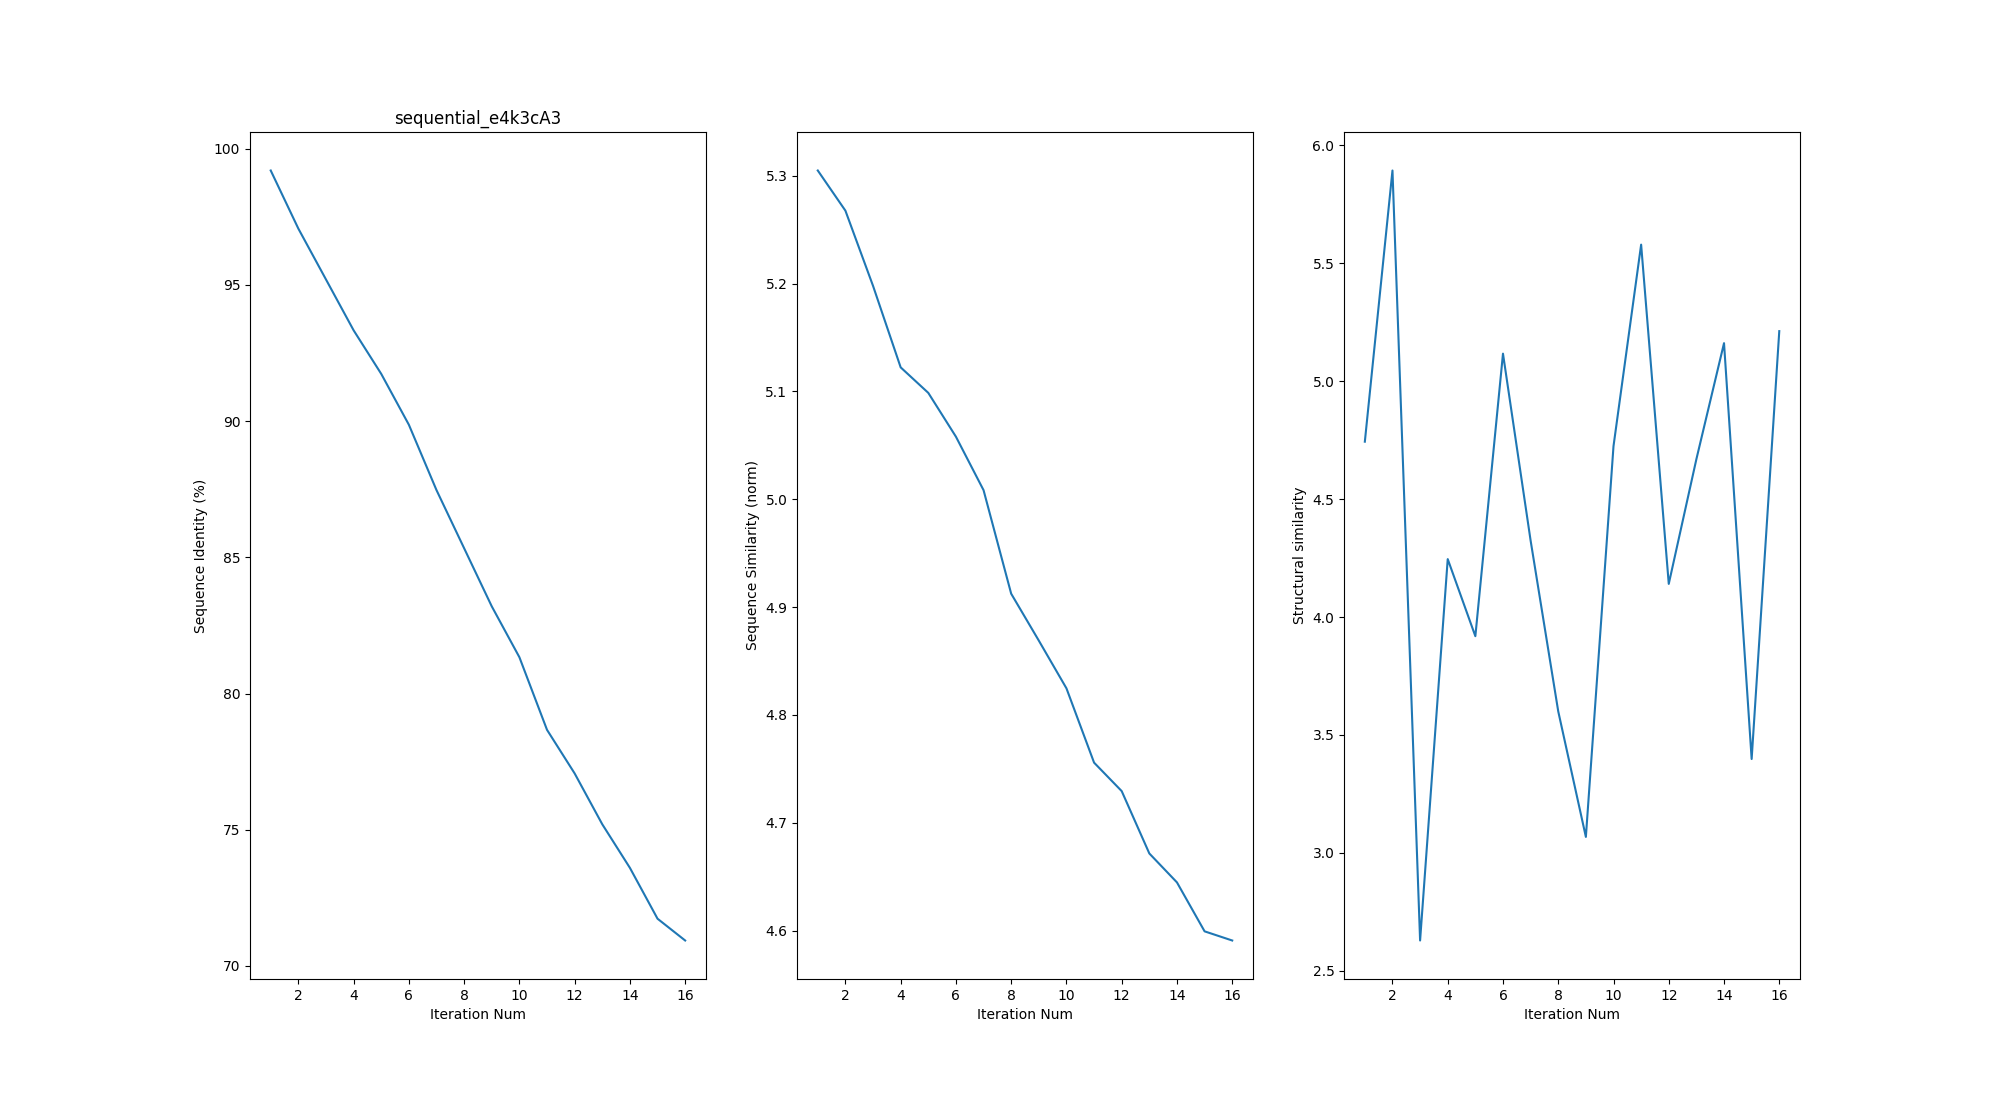 sequential_e4k3cA3
100
95
90
85
80
75
70
Sequence Identity (%)
2 4 6 8 10 12 14 16
Iteration Num
5.3
5.2
5.1
5.0
4.9
4.8
4.7
4.6
Sequence Similarity (norm)
2 4 6 8 10 12 14 16
Iteration Num
6.0
5.5
5.0
4.5
4.0
3.5
3.0
2.5
Structural similarity
2 4 6 8 10 12 14 16
Iteration Num